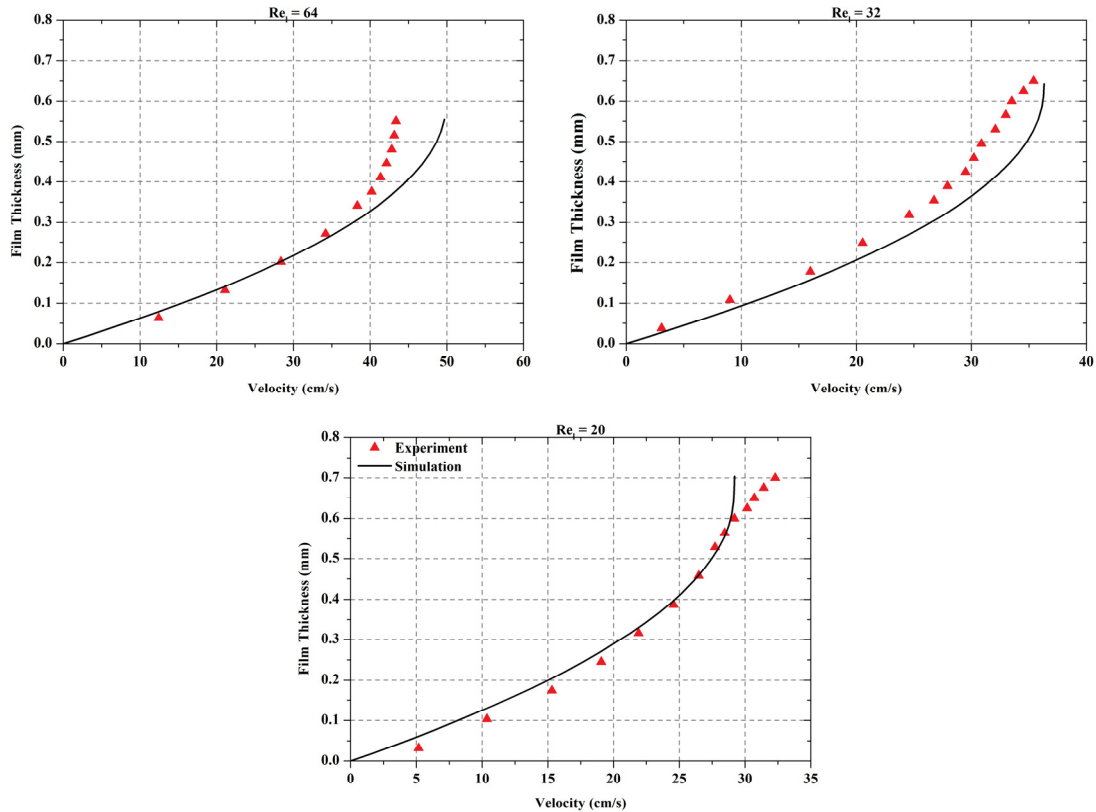 Re_l = 64
0.8
0.7
0.6
0.5
0.4
0.3
0.2
0.1
0.0
Film Thickness (mm)
0 10 20 30 40 50 60
Velocity (cm/s)
Re_l = 32
0.8
0.7
0.6
0.5
0.4
0.3
0.2
0.1
0.0
Film Thickness (mm)
0 10 20 30 40
Velocity (cm/s)
Re_l = 20
Experiment
Simulation
0.8
0.7
0.6
0.5
0.4
0.3
0.2
0.1
0.0
Film Thickness (mm)
0 5 10 15 20 25 30 35
Velocity (cm/s)